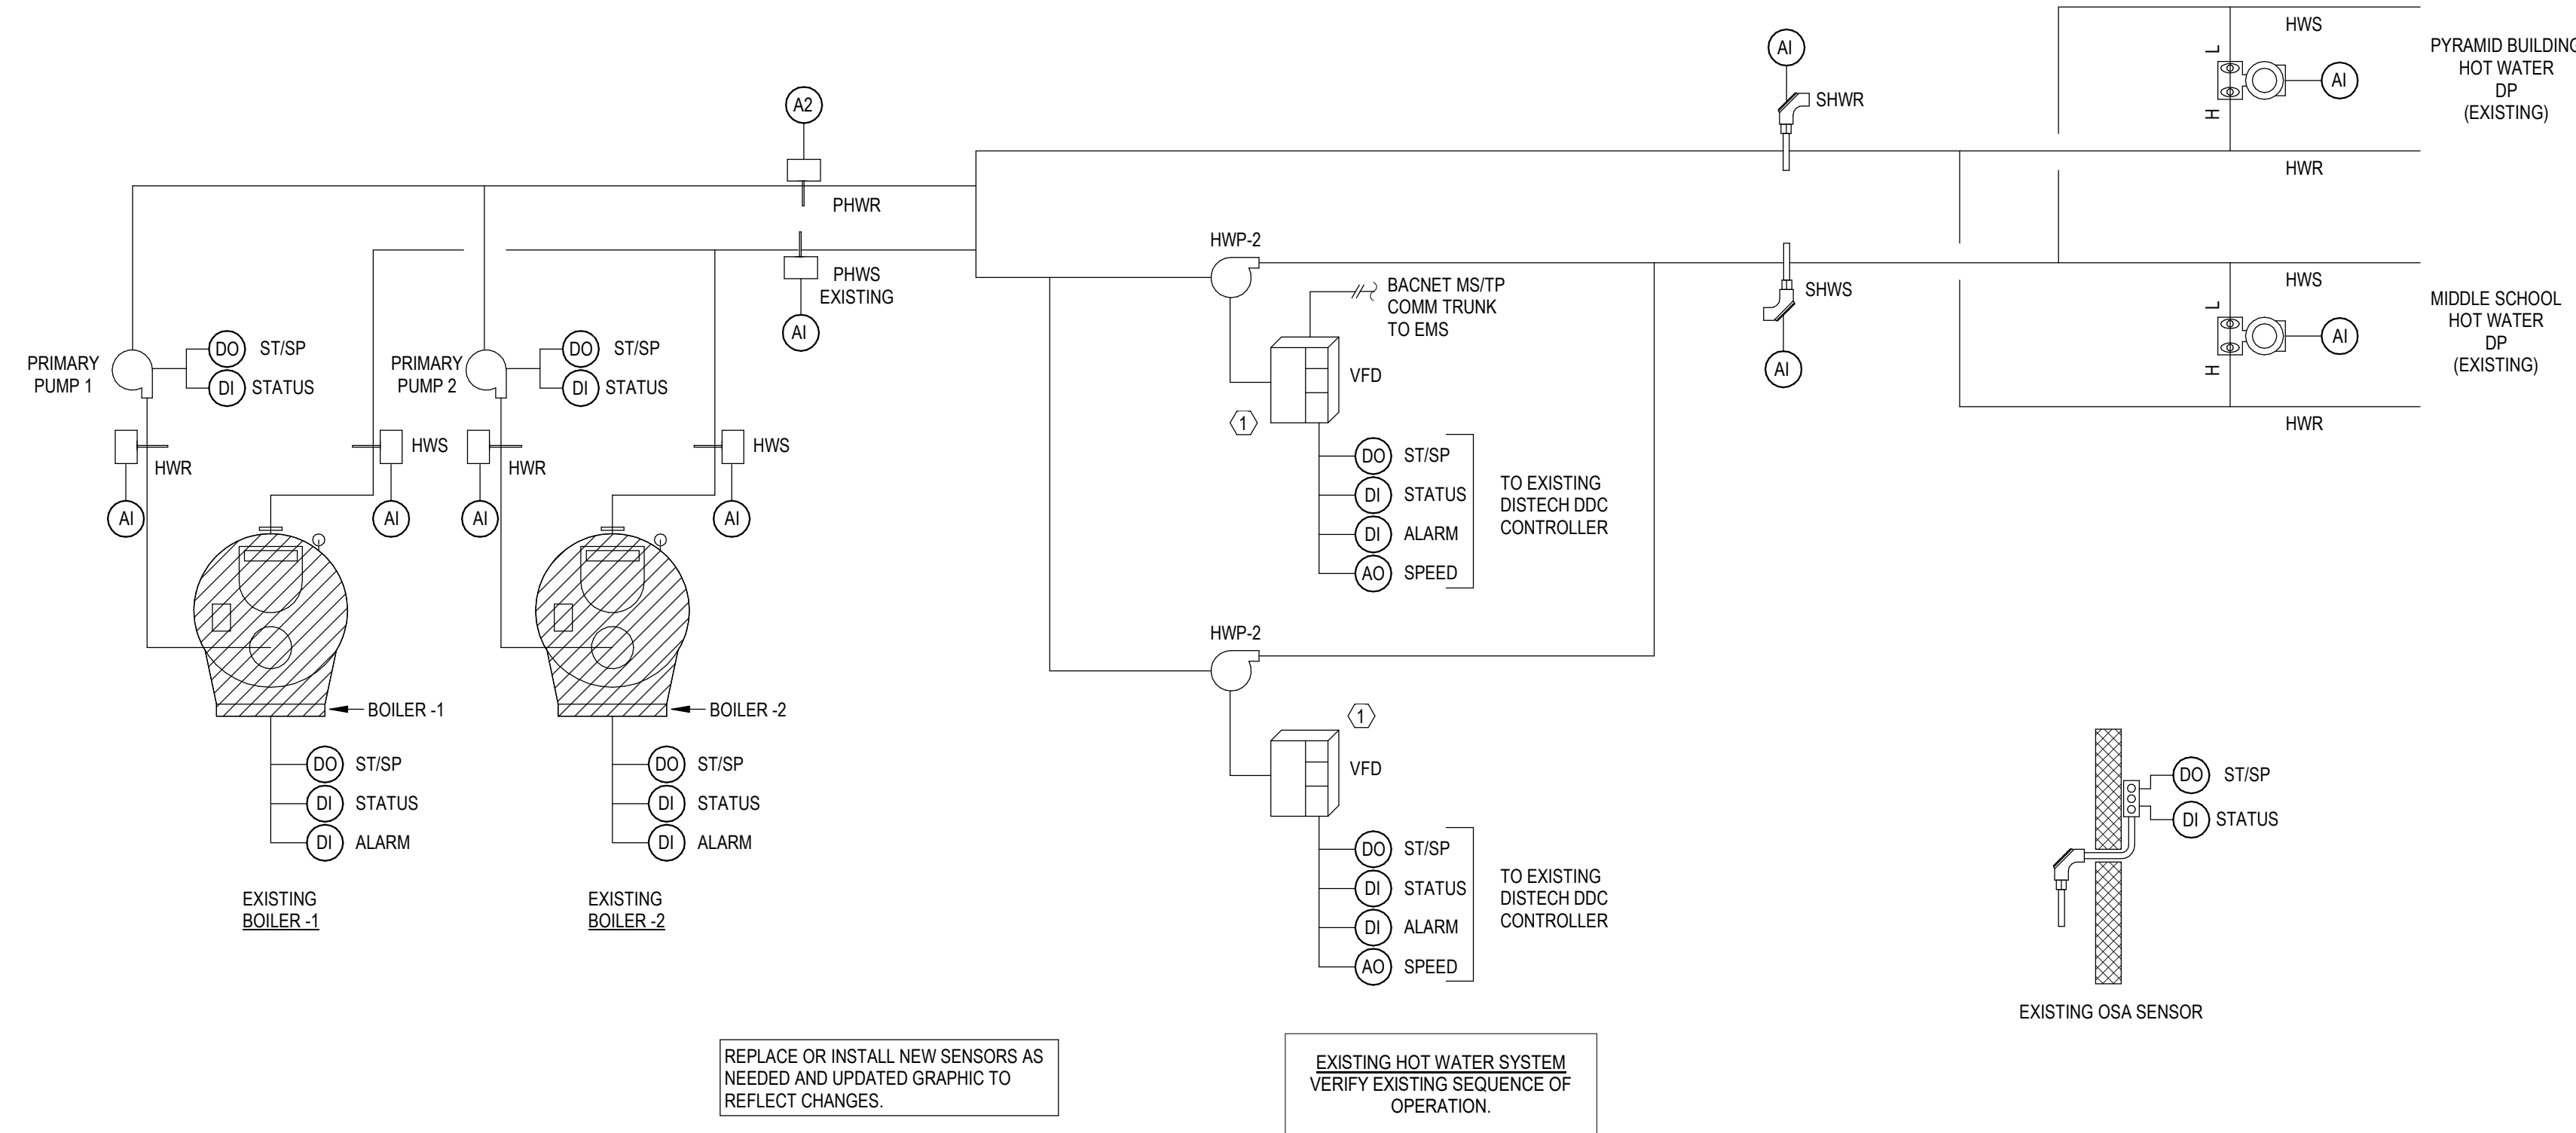 HWS
PYRAMID BUILDING
HOT WATER
DP
(EXISTING)
L
H
AI
HWR
AI
SHWR
A2
PHWR
PHWS
EXISTING
AI
HWP-2
BACNET MS/TP
COMM TRUNK
TO EMS
VFD
1
DO ST/SP
DI STATUS
DI ALARM
AO SPEED
TO EXISTING
DISTECH DDC
CONTROLLER
SHWS
AI
HWS
MIDDLE SCHOOL
HOT WATER
DP
(EXISTING)
L
H
AI
HWR
PRIMARY
PUMP 1
DO ST/SP
DI STATUS
HWR
AI
HWS
AI
PRIMARY
PUMP 2
DO ST/SP
DI STATUS
HWR
AI
HWS
AI
BOILER -1
DO ST/SP
DI STATUS
DI ALARM
EXISTING
BOILER -1
BOILER -2
DO ST/SP
DI STATUS
DI ALARM
EXISTING
BOILER -2
HWP-2
1
VFD
DO ST/SP
DI STATUS
DI ALARM
AO SPEED
TO EXISTING
DISTECH DDC
CONTROLLER
DO ST/SP
DI STATUS
EXISTING OSA SENSOR
REPLACE OR INSTALL NEW SENSORS AS
NEEDED AND UPDATED GRAPHIC TO
REFLECT CHANGES.
EXISTING HOT WATER SYSTEM
VERIFY EXISTING SEQUENCE OF
OPERATION.